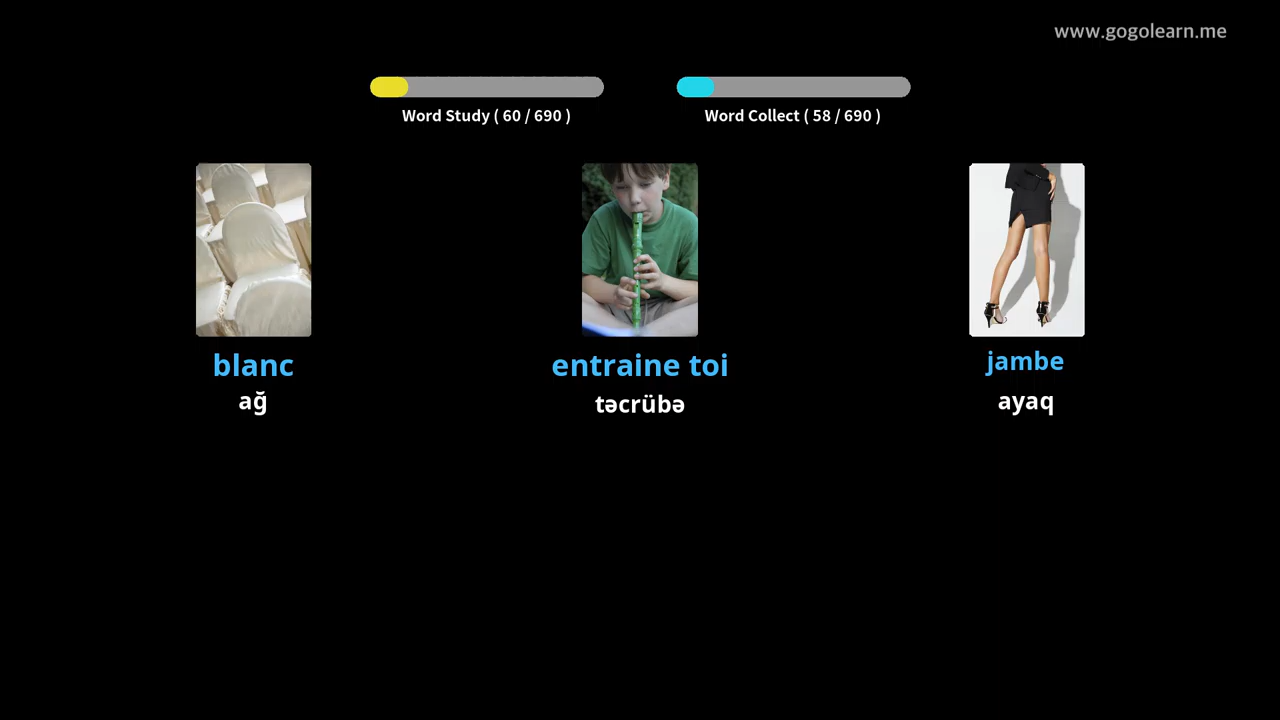 www.gogolearn.me
Word Study ( 60 / 690 )
Word Collect ( 58 / 690 )
blanc
entraine toi
jambe
ağ
təcrübə
ayaq